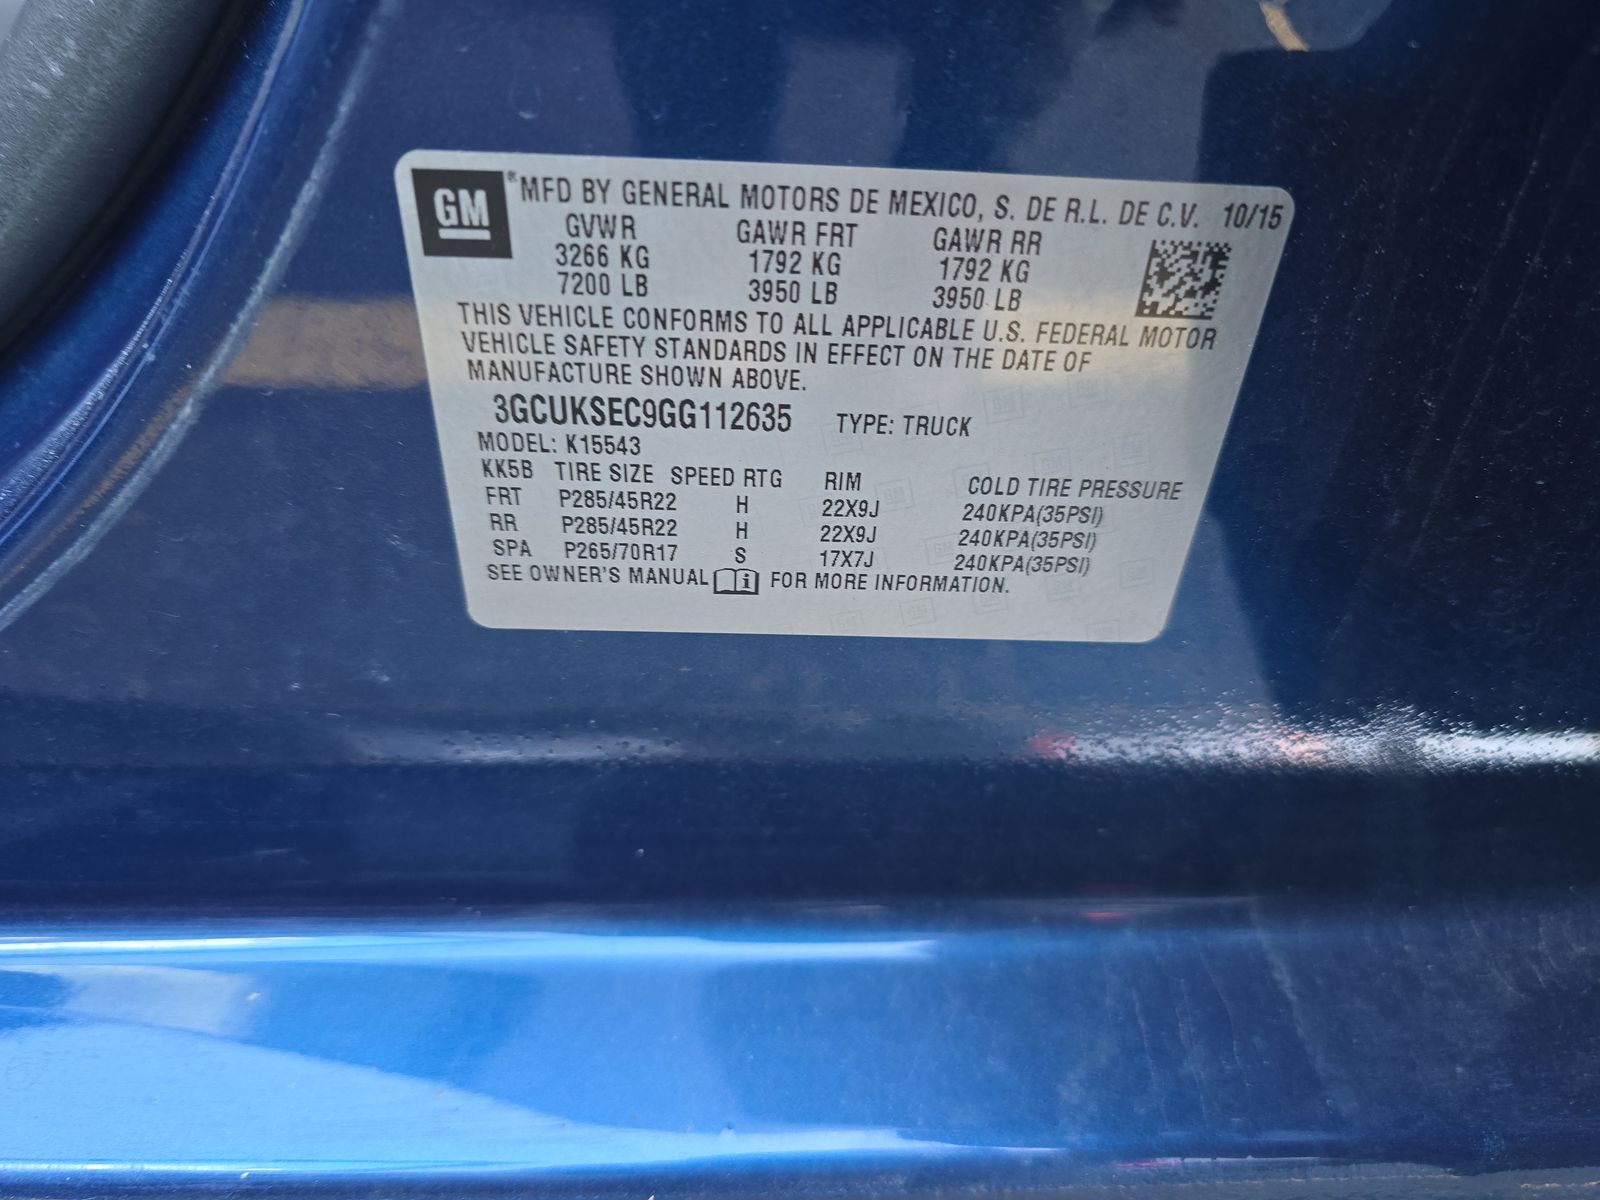 GM ® MFD BY GENERAL MOTORS DE MEXICO, S. DE R.L. DE C.V. 10/15
GVWR GAWR FRT GAWR RR
3266 KG 1792 KG 1792 KG
7200 LB 3950 LB 3950 LB
THIS VEHICLE CONFORMS TO ALL APPLICABLE U.S. FEDERAL MOTOR
VEHICLE SAFETY STANDARDS IN EFFECT ON THE DATE OF
MANUFACTURE SHOWN ABOVE.
3GCUKSEC9GG112635 TYPE: TRUCK
MODEL: K15543
KK5B TIRE SIZE SPEED RTG RIM COLD TIRE PRESSURE
FRT P285/45R22 H 22X9J 240KPA(35PSI)
RR P285/45R22 H 22X9J 240KPA(35PSI)
SPA P265/70R17 S 17X7J 240KPA(35PSI)
SEE OWNER'S MANUAL i FOR MORE INFORMATION.